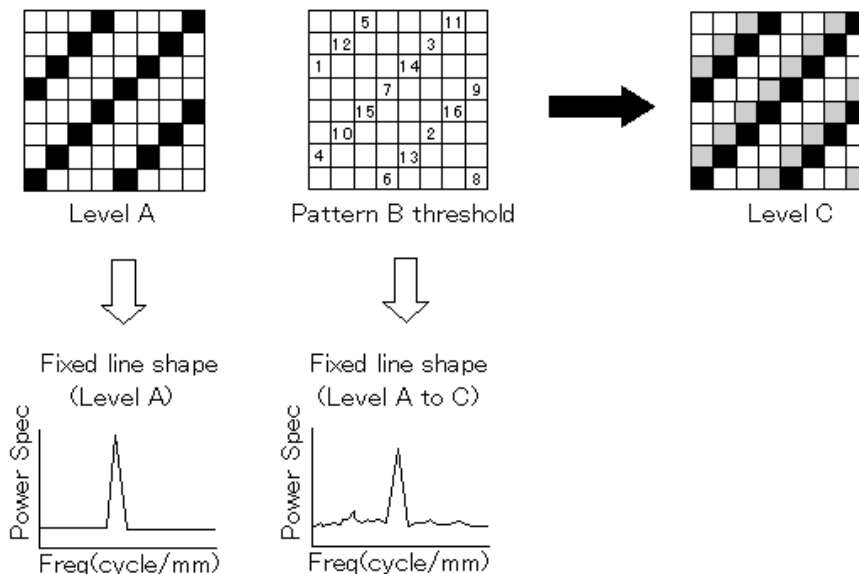 5 11
12 3
1 14
7 9
15 16
10 2
4 13
6 8
Level A
Pattern B threshold
Level C
Fixed line shape
(Level A)
Fixed line shape
(Level A to C)
Power Spec
Freq(cycle/mm)
Power Spec
Freq(cycle/mm)